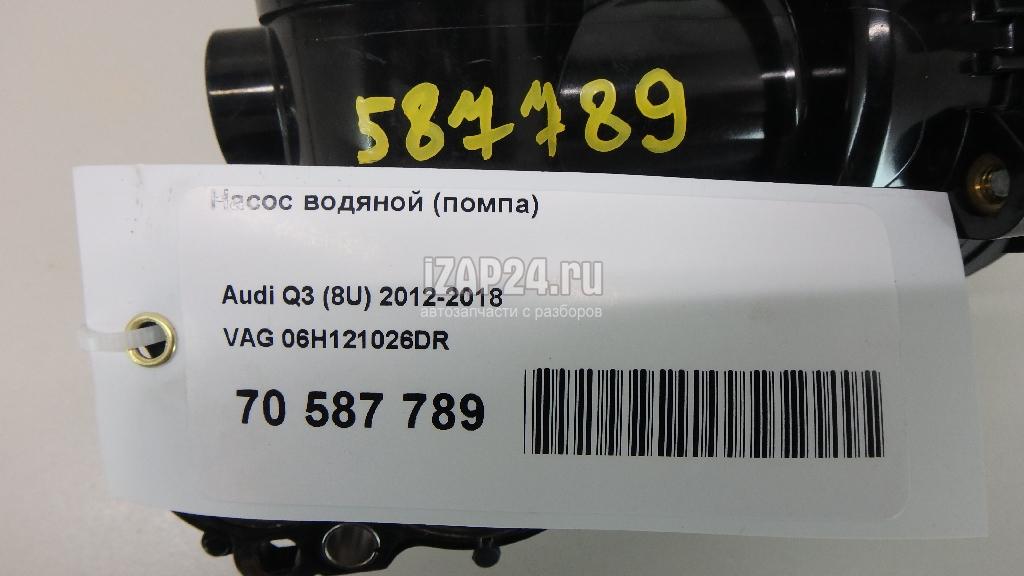 587789
Насос водяной (помпа)
iZAP24.ru
автозапчасти с разборов
Audi Q3 (8U) 2012-2018
VAG 06H121026DR
70 587 789